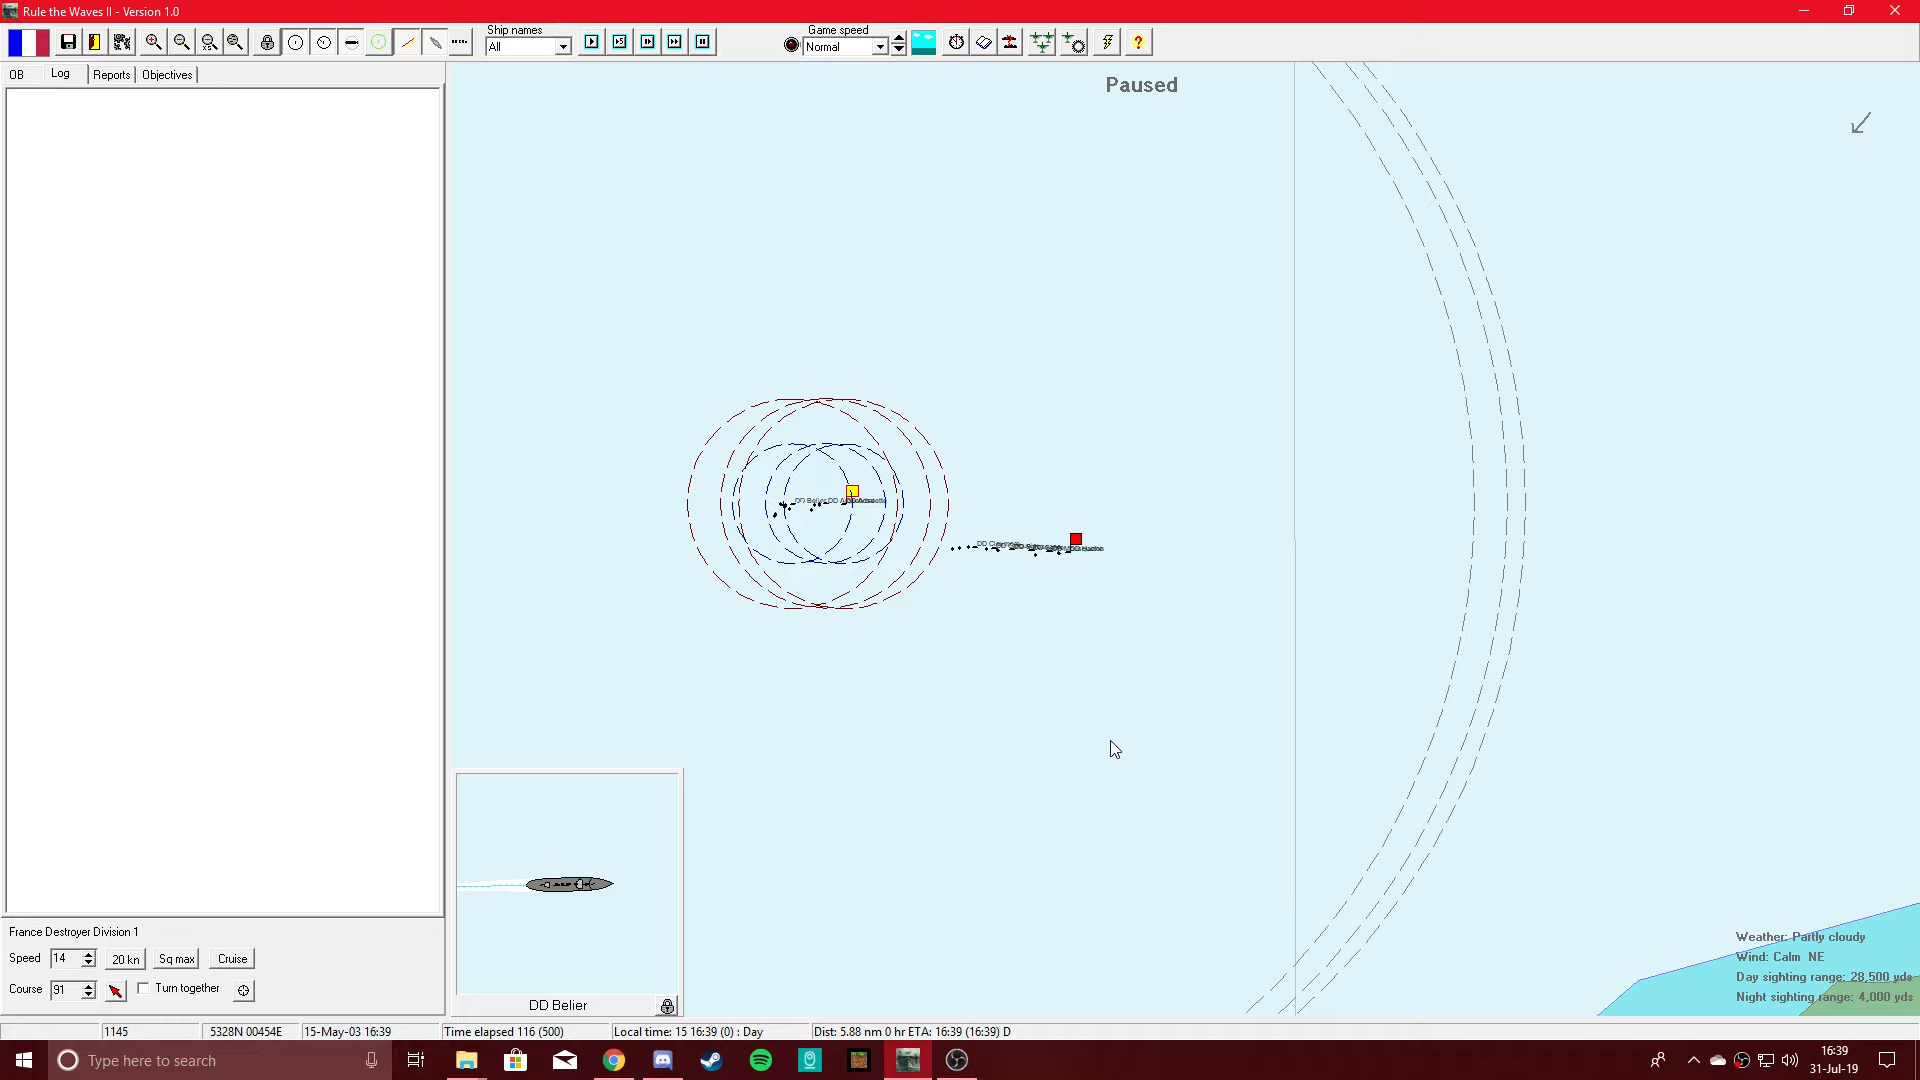 Rule the Waves II - Version 1.0
Ship names
All
Game speed
Normal
OB
Log
Reports
Objectives
Paused
DD Belier
France Destroyer Division 1
Speed
14
20 kn
Sq max
Cruise
Course
91
Turn together
DD Belier
Weather: Partly cloudy
Wind: Calm NE
Day sighting range: 28,500 yds
Night sighting range: 4,000 yds
1145
5328N 00454E
15-May-03 16:39
Time elapsed 116 (500)
Local time: 15 16:39 (0) : Day
Dist: 5.88 nm 0 hr ETA: 16:39 (16:39) D
Type here to search
16:39
31-Jul-19